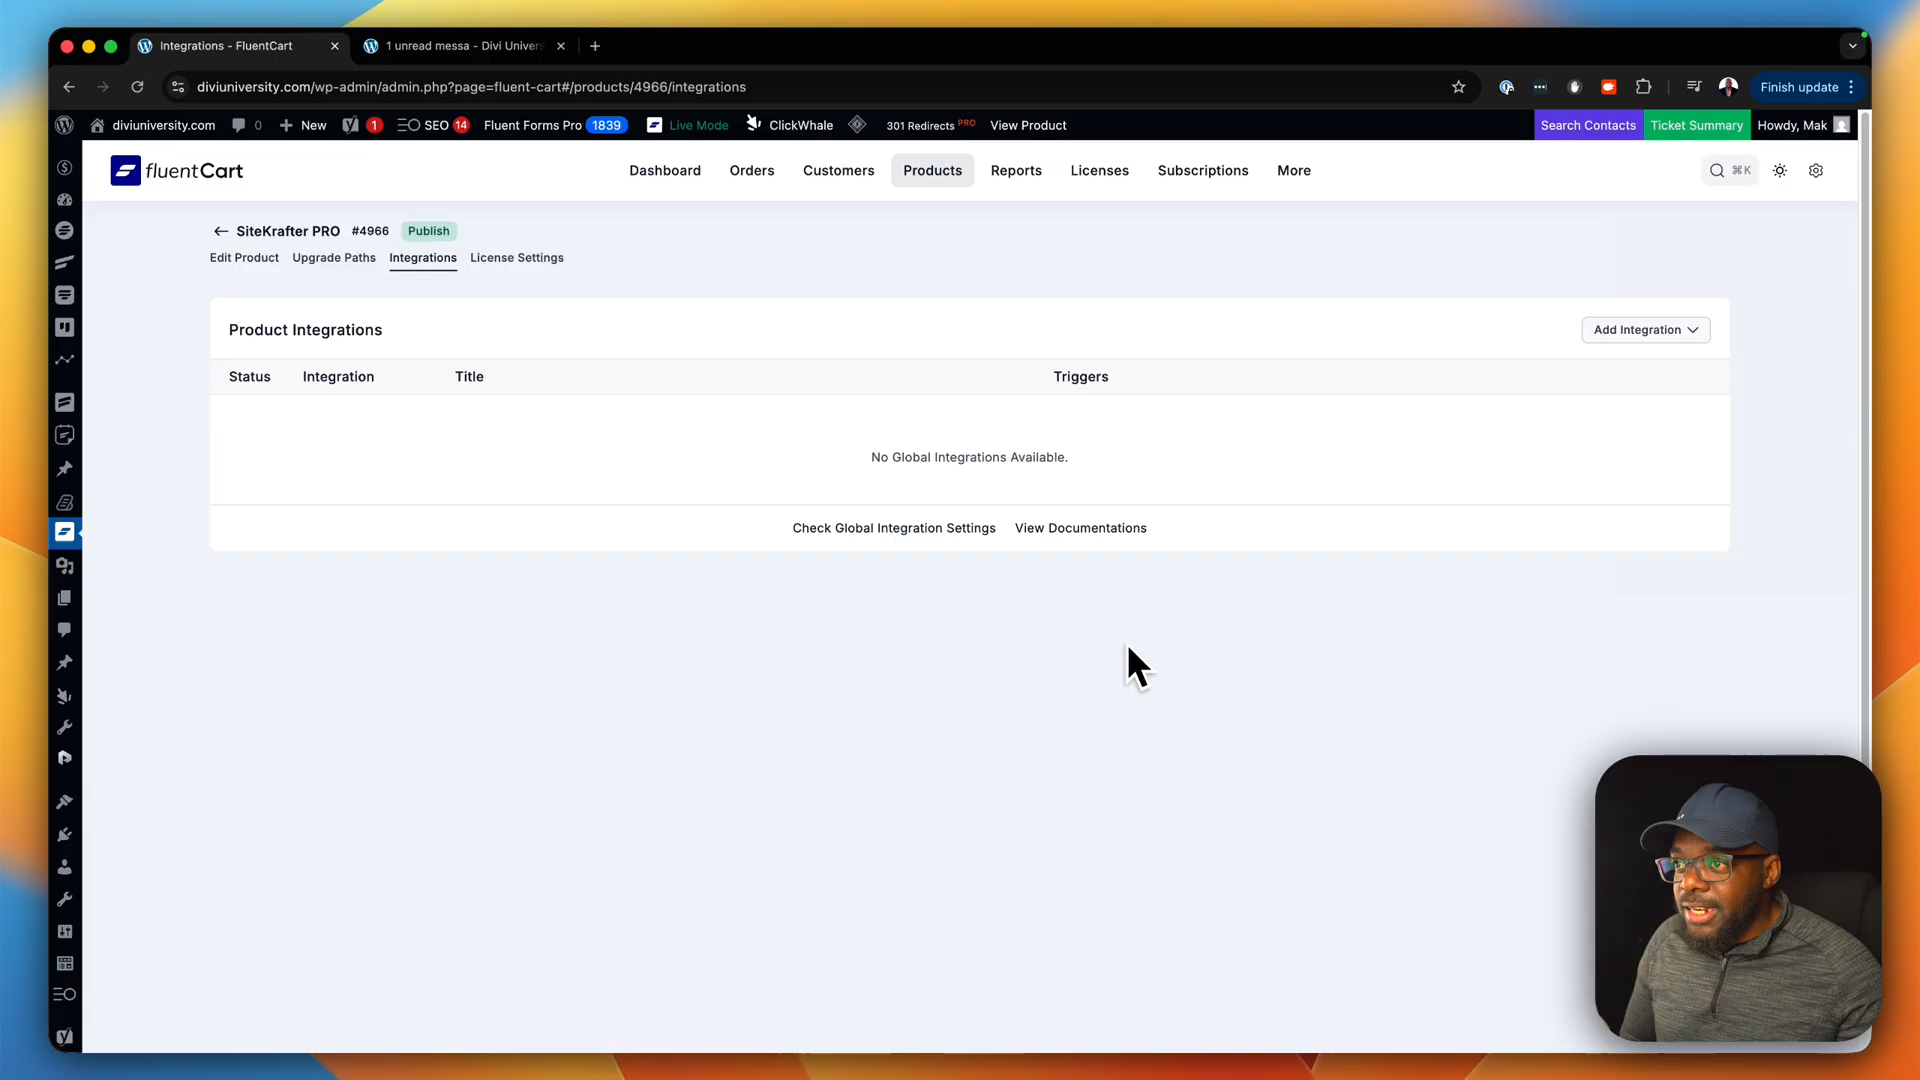 Integrations - FluentCart
1 unread messa - Divi Univer
diviuniversity.com/wp-admin/admin.php?page=fluent-cart#/products/4966/integrations
Finish update
diviuniversity.com
0
New
1
SEO 14
Fluent Forms Pro 1839
Live Mode
ClickWhale
301 Redirects PRO
View Product
Search Contacts
Ticket Summary
Howdy, Mak
fluentCart
Dashboard
Orders
Customers
Products
Reports
Licenses
Subscriptions
More
⌘K
SiteKrafter PRO #4966 Publish
Edit Product
Upgrade Paths
Integrations
License Settings
Product Integrations
Add Integration
Status
Integration
Title
Triggers
No Global Integrations Available.
Check Global Integration Settings
View Documentations